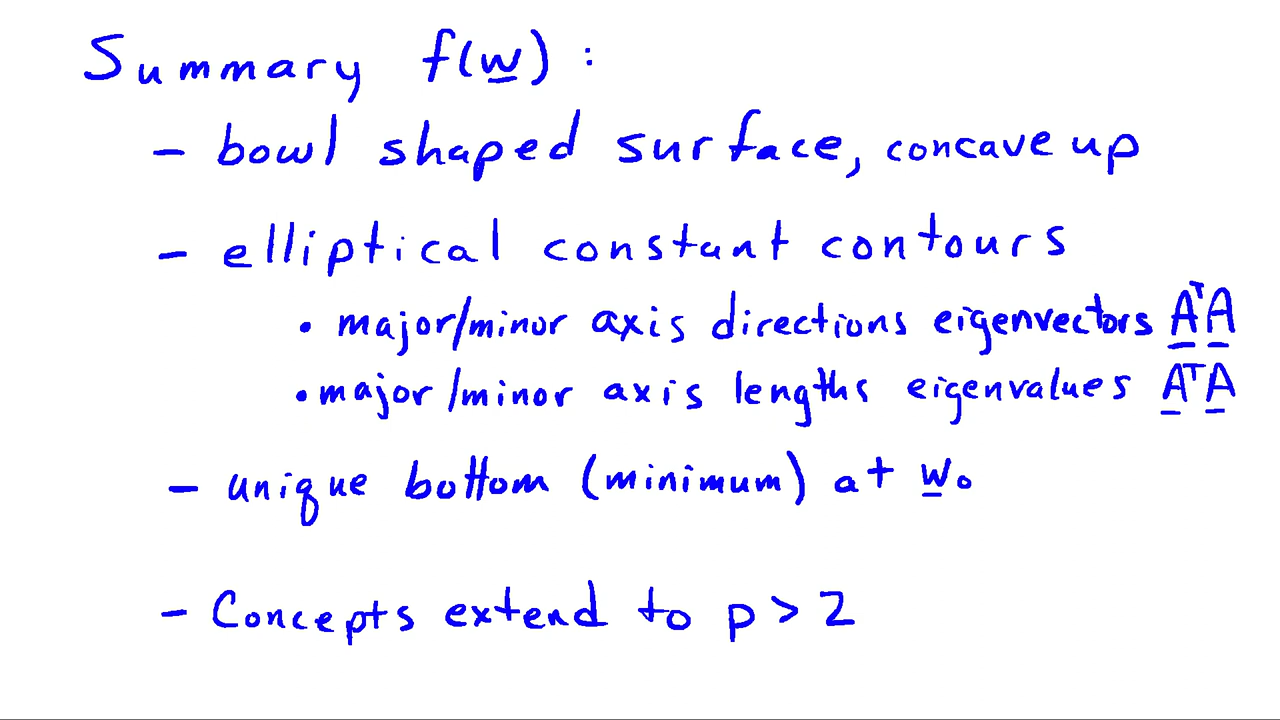 Summary f(w) :
- bowl shaped surface, concave up
- elliptical constant contours
• major/minor axis directions eigenvectors AᵀA
• major/minor axis lengths eigenvalues AᵀA
- unique bottom (minimum) at w₀
- Concepts extend to p > 2